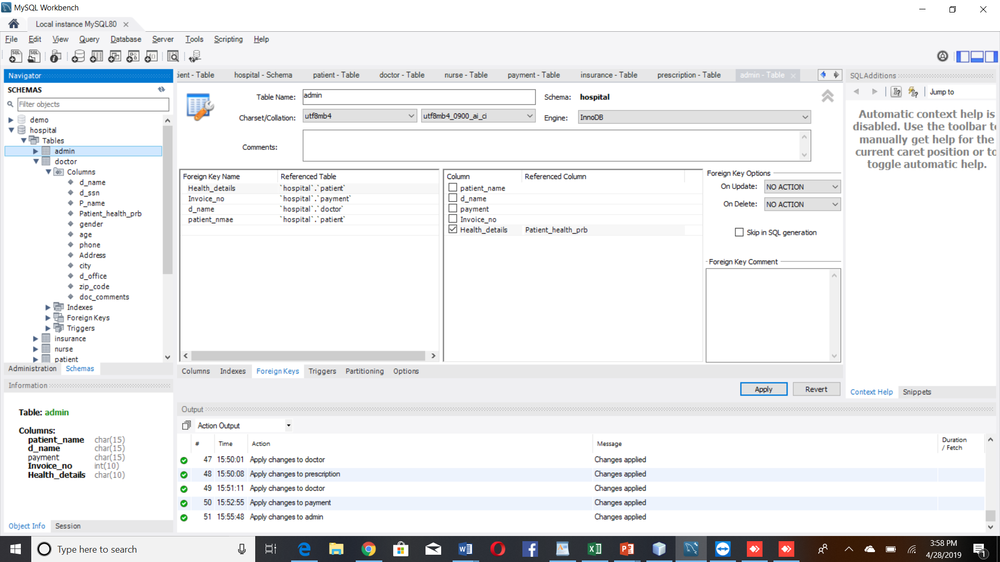 MySQL Workbench
Local instance MySQL80
File Edit View Query Database Server Tools Scripting Help
Navigator
SCHEMAS
Filter objects
demo
hospital
Tables
admin
doctor
Columns
d_name
d_ssn
P_name
Patient_health_prb
gender
age
phone
Address
city
d_office
zip_code
doc_comments
Indexes
Foreign Keys
Triggers
insurance
nurse
patient
Administration Schemas
Information
Table: admin
Columns:
patient_name char(15)
d_name char(15)
payment char(15)
Invoice_no int(10)
Health_details char(10)
Object Info Session
ient - Table hospital - Schema patient - Table doctor - Table nurse - Table payment - Table insurance - Table prescription - Table admin - Table
Table Name: admin Schema: hospital
Charset/Collation: utf8mb4 utf8mb4_0900_ai_ci Engine: InnoDB
Comments:
Foreign Key Name Referenced Table
Health_details `hospital`.`patient`
Invoice_no `hospital`.`payment`
d_name `hospital`.`doctor`
patient_nmae `hospital`.`patient`
Column Referenced Column
patient_name
d_name
payment
Invoice_no
Health_details Patient_health_prb
Foreign Key Options
On Update: NO ACTION
On Delete: NO ACTION
Skip in SQL generation
Foreign Key Comment
Columns Indexes Foreign Keys Triggers Partitioning Options
Apply Revert
SQLAdditions
Jump to
Automatic context help is
disabled. Use the toolbar to
manually get help for the
current caret position or to
toggle automatic help.
Context Help Snippets
Output
Action Output
# Time Action Message Duration / Fetch
47 15:50:01 Apply changes to doctor Changes applied
48 15:50:08 Apply changes to prescription Changes applied
49 15:51:11 Apply changes to doctor Changes applied
50 15:52:55 Apply changes to payment Changes applied
51 15:55:48 Apply changes to admin Changes applied
Type here to search
3:58 PM
4/28/2019
1